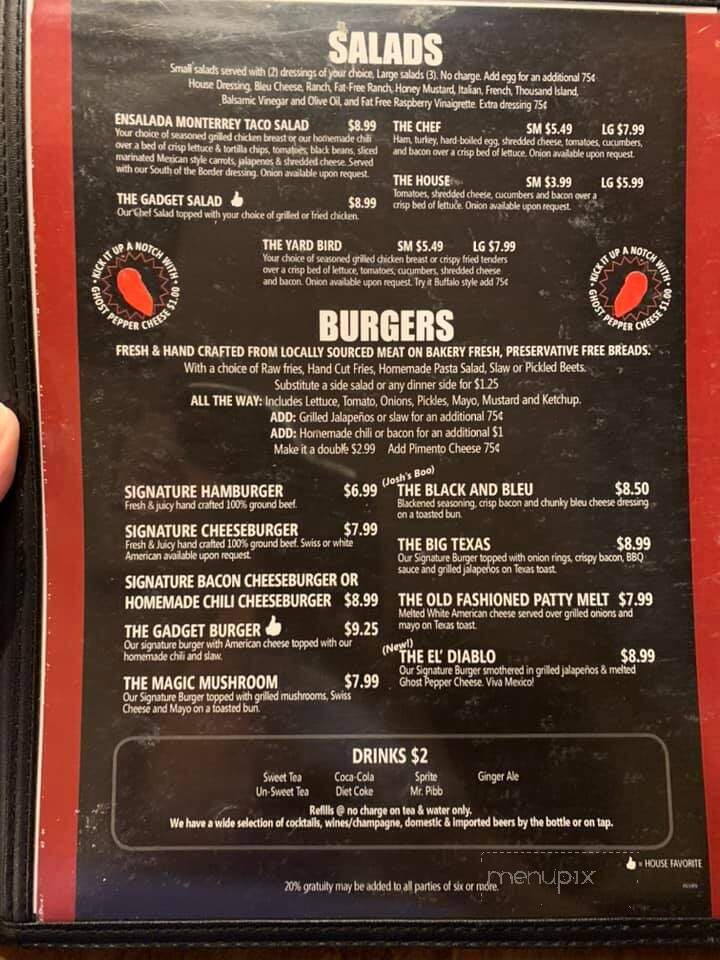 SALADS
Small salads served with (2) dressings of your choice, Large salads (3). No charge. Add egg for an additional 75¢
House Dressing, Bleu Cheese, Ranch, Fat-Free Ranch, Honey Mustard, Italian, French, Thousand Island,
Balsamic Vinegar and Olive Oil, and Fat Free Raspberry Vinaigrette. Extra dressing 75¢
ENSALADA MONTERREY TACO SALAD $8.99
Your choice of seasoned grilled chicken breast or our homemade chili
over a bed of crisp lettuce & tortilla chips, tomatoes, black beans, sliced
marinated Mexican style carrots, jalapenos & shredded cheese. Served
with our South of the Border dressing. Onion available upon request.
THE GADGET SALAD $8.99
Our Chef Salad topped with your choice of grilled or fried chicken.
THE CHEF SM $5.49 LG $7.99
Ham, turkey, hard-boiled egg, shredded cheese, tomatoes, cucumbers,
and bacon over a crisp bed of lettuce. Onion available upon request.
THE HOUSE SM $3.99 LG $5.99
Tomatoes, shredded cheese, cucumbers and bacon over a
crisp bed of lettuce. Onion available upon request.
THE YARD BIRD SM $5.49 LG $7.99
Your choice of seasoned grilled chicken breast or crispy fried tenders
over a crisp bed of lettuce, tomatoes, cucumbers, shredded cheese
and bacon. Onion available upon request. Try it Buffalo style add 75¢
KICK IT UP A NOTCH WITH
GHOST PEPPER CHEESE $1.00
KICK IT UP A NOTCH WITH
GHOST PEPPER CHEESE $1.00
BURGERS
FRESH & HAND CRAFTED FROM LOCALLY SOURCED MEAT ON BAKERY FRESH, PRESERVATIVE FREE BREADS.
With a choice of Raw fries, Hand Cut Fries, Homemade Pasta Salad, Slaw or Pickled Beets.
Substitute a side salad or any dinner side for $1.25
ALL THE WAY: Includes Lettuce, Tomato, Onions, Pickles, Mayo, Mustard and Ketchup.
ADD: Grilled Jalapeños or slaw for an additional 75¢
ADD: Homemade chili or bacon for an additional $1
Make it a double $2.99 Add Pimento Cheese 75¢
SIGNATURE HAMBURGER $6.99
Fresh & juicy hand crafted 100% ground beef.
SIGNATURE CHEESEBURGER $7.99
Fresh & Juicy hand crafted 100% ground beef. Swiss or white
American available upon request.
SIGNATURE BACON CHEESEBURGER OR
HOMEMADE CHILI CHEESEBURGER $8.99
THE GADGET BURGER $9.25
Our signature burger with American cheese topped with our
homemade chili and slaw.
THE MAGIC MUSHROOM $7.99
Our Signature Burger topped with grilled mushrooms, Swiss
Cheese and Mayo on a toasted bun.
(Josh's Boo)
THE BLACK AND BLEU $8.50
Blackened seasoning, crisp bacon and chunky bleu cheese dressing
on a toasted bun.
THE BIG TEXAS $8.99
Our Signature Burger topped with onion rings, crispy bacon, BBQ
sauce and grilled jalapeños on Texas toast.
THE OLD FASHIONED PATTY MELT $7.99
Melted White American cheese served over grilled onions and
mayo on Texas toast.
(New!)
THE EL' DIABLO $8.99
Our Signature Burger smothered in grilled jalapeños & melted
Ghost Pepper Cheese. Viva Mexico!
DRINKS $2
Sweet Tea Coca-Cola Sprite Ginger Ale
Un-Sweet Tea Diet Coke Mr. Pibb
Refills @ no charge on tea & water only.
We have a wide selection of cocktails, wines/champagne, domestic & imported beers by the bottle or on tap.
= HOUSE FAVORITE
20% gratuity may be added to all parties of six or more.
menupix